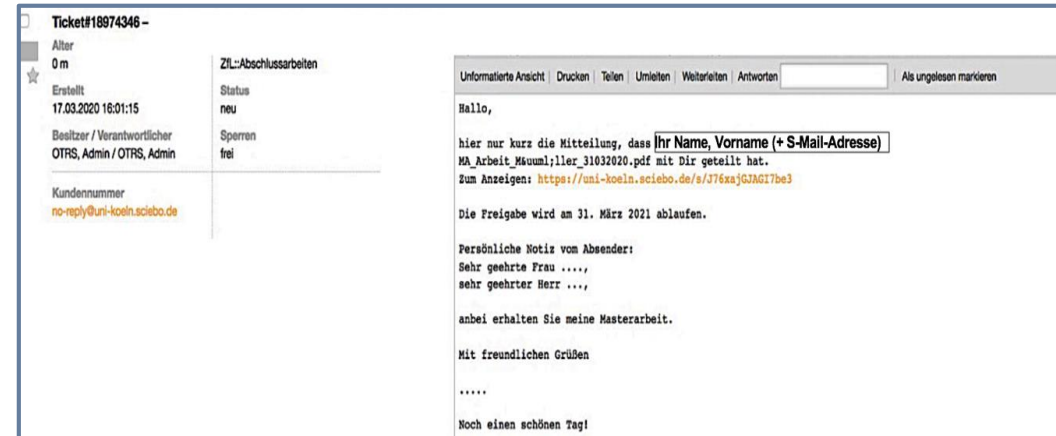 Ticket#18974346 –
Alter
0 m
ZfL::Abschlussarbeiten
Erstellt
17.03.2020 16:01:15
Status
neu
Besitzer / Verantwortlicher
OTRS, Admin / OTRS, Admin
Sperren
frei
Kundennummer
no-reply@uni-koeln.sciebo.de
Unformatierte Ansicht Drucken Teilen Umleiten Weiterleiten Antworten Als ungelesen markieren
Hallo,
hier nur kurz die Mitteilung, dass Ihr Name, Vorname (+ S-Mail-Adresse)
MA_Arbeit_M&uuml;ller_31032020.pdf mit Dir geteilt hat.
Zum Anzeigen: https://uni-koeln.sciebo.de/s/J76xajGJAGI7be3
Die Freigabe wird am 31. März 2021 ablaufen.
Persönliche Notiz vom Absender:
Sehr geehrte Frau ....,
sehr geehrter Herr ...,
anbei erhalten Sie meine Masterarbeit.
Mit freundlichen Grüßen
.....
Noch einen schönen Tag!